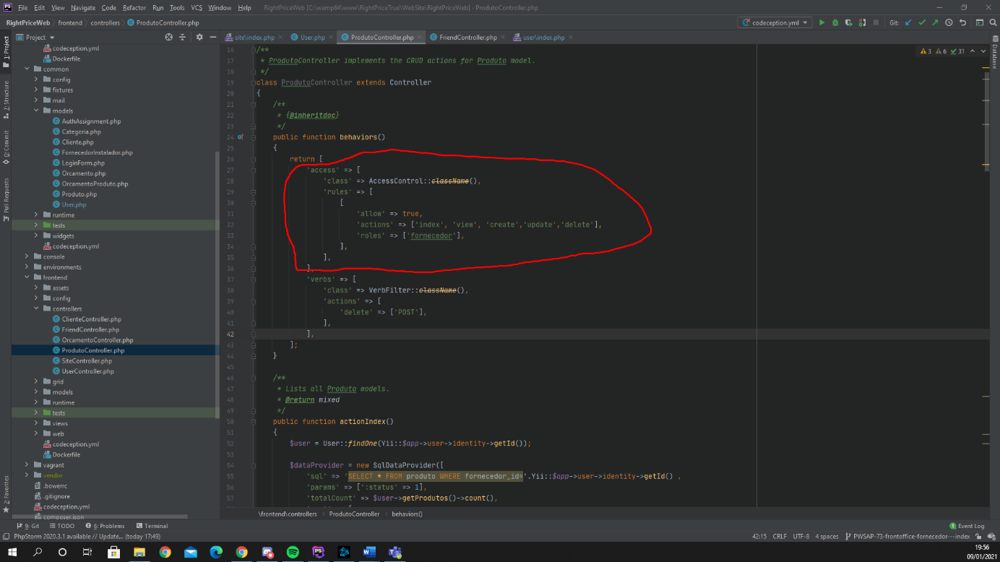 File Edit View Navigate Code Refactor Run Tools VCS Window Help RightPriceWeb [C:\wamp64\www\RightPriceTrue\WebSite\RightPriceWeb] - ProdutoController.php
RightPriceWeb frontend controllers ProdutoController.php
codeception.yml Git:
Project
site\index.php User.php ProdutoController.php FriendController.php user\index.php
1: Project
Z: Structure
0: Commit
Pull Requests
2: Favorites
Database
codeception.yml
Dockerfile
common
config
fixtures
mail
models
AuthAssignment.php
Categoria.php
Cliente.php
FornecedorInstalador.php
LoginForm.php
Orcamento.php
OrcamentoProduto.php
Produto.php
User.php
runtime
tests
widgets
codeception.yml
console
environments
frontend
assets
config
controllers
ClienteController.php
FriendController.php
OrcamentoController.php
ProdutoController.php
SiteController.php
UserController.php
grid
models
runtime
tests
views
web
codeception.yml
Dockerfile
vagrant
vendor
.bowerrc
.gitignore
codeception.yml
composer.json
3 6 31
16 /**
17 * ProdutoController implements the CRUD actions for Produto model.
18 */
19 class ProdutoController extends Controller
20 {
21 /**
22 * {@inheritdoc}
23 */
24 public function behaviors()
25 {
26 return [
27 'access' => [
28 'class' => AccessControl::className(),
29 'rules' => [
30 [
31 'allow' => true,
32 'actions' => ['index', 'view', 'create','update','delete'],
33 'roles' => ['fornecedor'],
34 ],
35 ],
36 ],
37 'verbs' => [
38 'class' => VerbFilter::className(),
39 'actions' => [
40 'delete' => ['POST'],
41 ],
42 ],
43 ];
44 }
45
46 /**
47 * Lists all Produto models.
48 * @return mixed
49 */
50 public function actionIndex()
51 {
52 $user = User::findOne(Yii::$app->user->identity->getId());
53
54 $dataProvider = new SqlDataProvider([
55 'sql' => 'SELECT * FROM produto WHERE fornecedor_id='.Yii::$app->user->identity->getId() ,
56 'params' => [':status' => 1],
57 'totalCount' => $user->getProdutos()->count(),
\frontend\controllers ProdutoController behaviors()
9: Git TODO 6: Problems Terminal 1 Event Log
PhpStorm 2020.3.1 available // Update... (today 17:49) 42:15 CRLF UTF-8 4 spaces PWSAP-73-frontoffice-fornecedor---index
19:56
09/01/2021